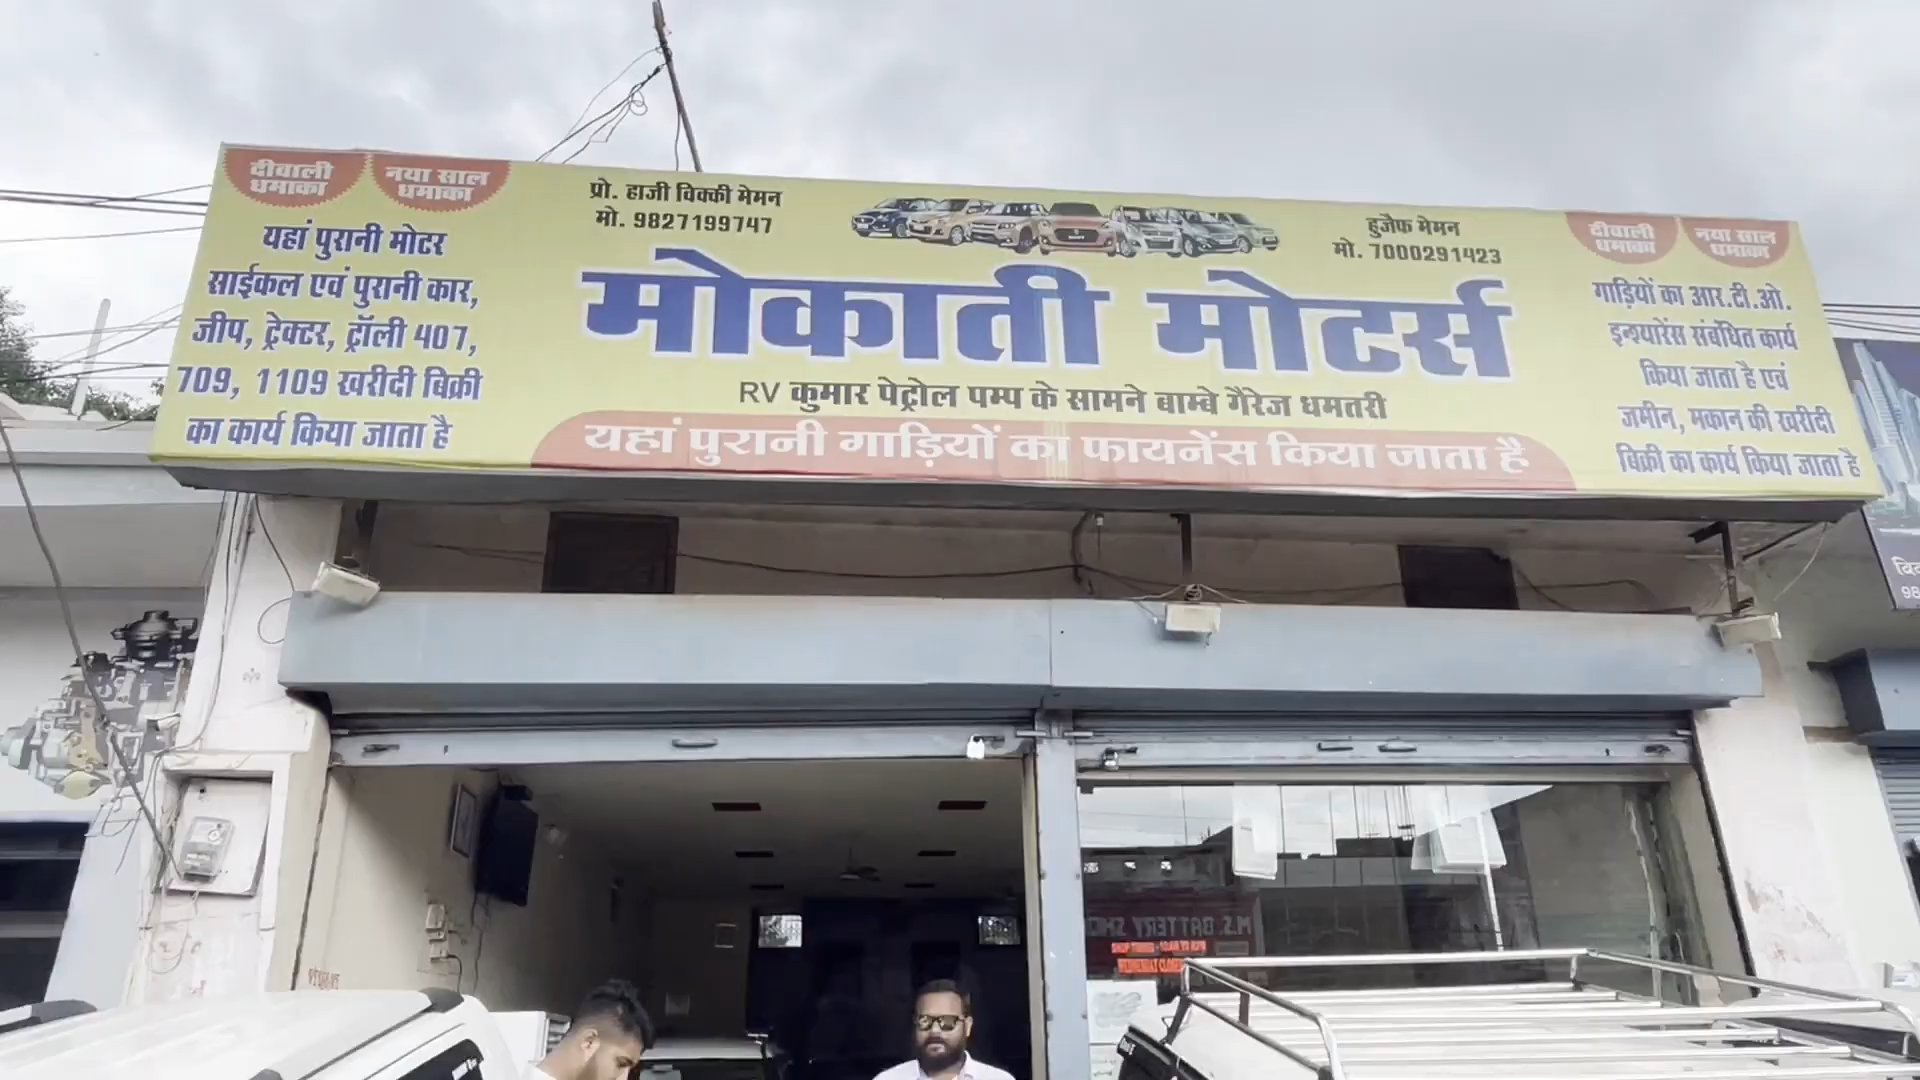 दीवाली
धमाका
नया साल
धमाका
यहां पुरानी मोटर
साईकल एवं पुरानी कार,
जीप, ट्रेक्टर, ट्रॉली 407,
709, 1109 खरीदी बिक्री
का कार्य किया जाता है
प्रो. हाजी विक्की मेमन
मो. 9827199747
हुजैफ मेमन
मो. 7000291423
मोकाती मोटर्स
RV कुमार पेट्रोल पम्प के सामने बाम्बे गैरेज धमतरी
यहां पुरानी गाड़ियों का फायनेंस किया जाता है
दीवाली
धमाका
नया साल
धमाका
गाड़ियों का आर.टी.ओ.
इन्श्यारेंस संबंधित कार्य
किया जाता है एवं
जमीन, मकान की खरीदी
बिक्री का कार्य किया जाता है
M.S. BATTERY